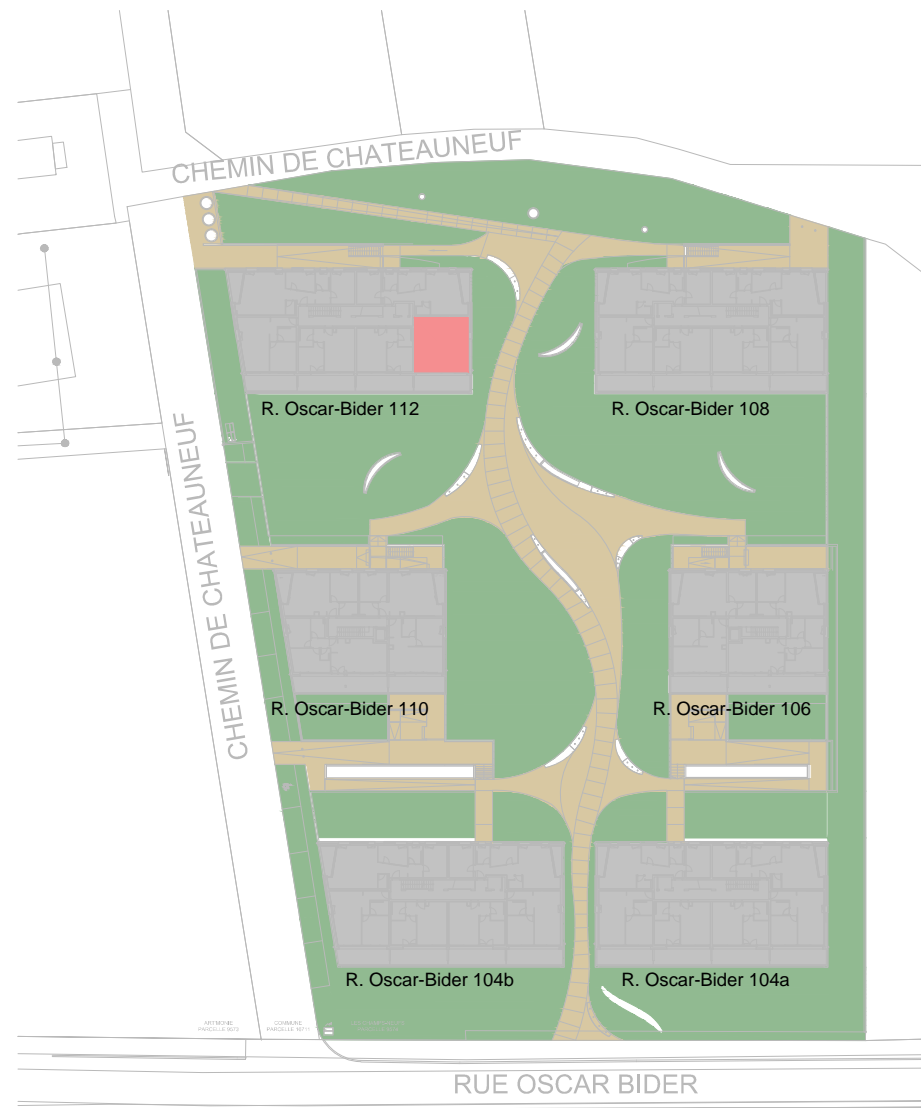 CHEMIN DE CHATEAUNEUF
R. Oscar-Bider 112
R. Oscar-Bider 108
CHEMIN DE CHATEAUNEUF
R. Oscar-Bider 110
R. Oscar-Bider 106
R. Oscar-Bider 104b
R. Oscar-Bider 104a
COMMUNE
RUE OSCAR BIDER